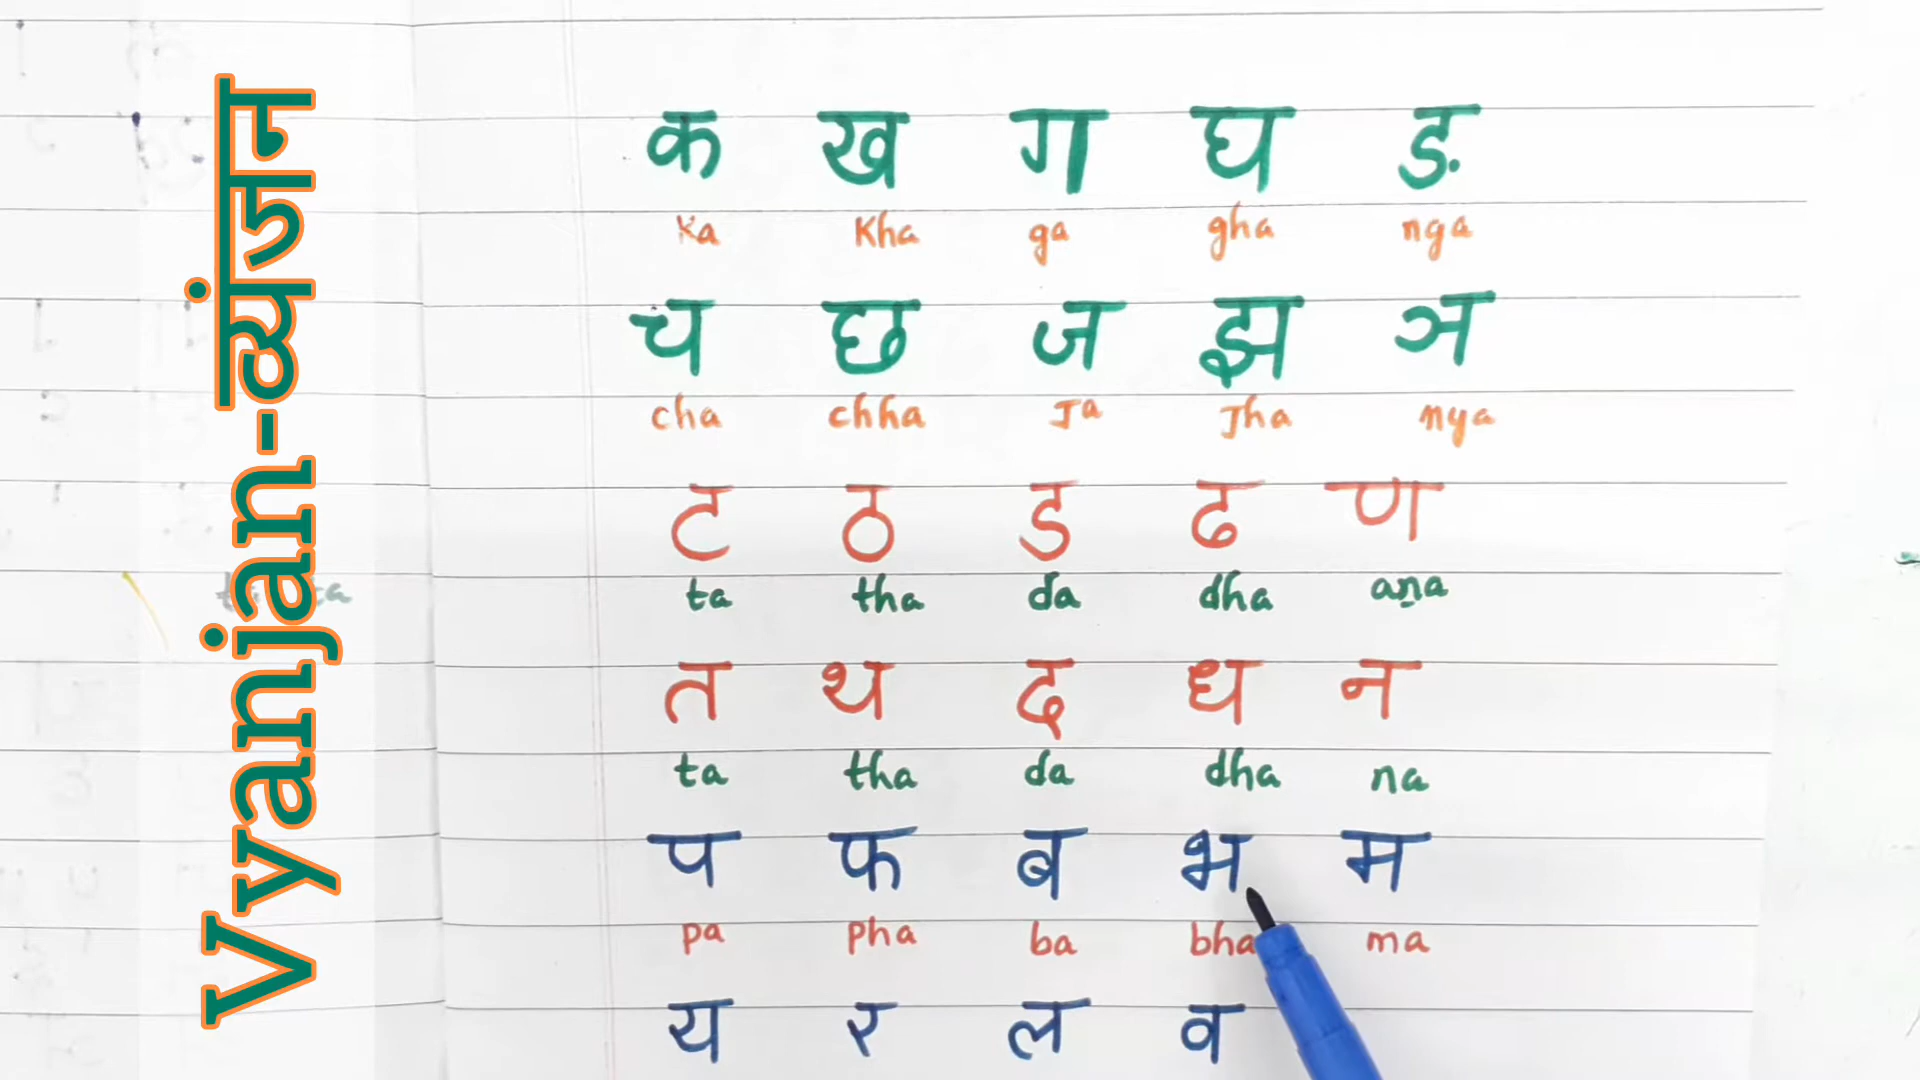 Vyanjan-व्यंजन
क ख ग घ ङ
ka kha ga gha nga
च छ ज झ ञ
cha chha Ja Jha nya
ट ठ ड ढ ण
ta tha da dha aṉa
त थ द ध न
ta tha da dha na
प फ ब भ म
pa pha ba bha ma
य र ल व